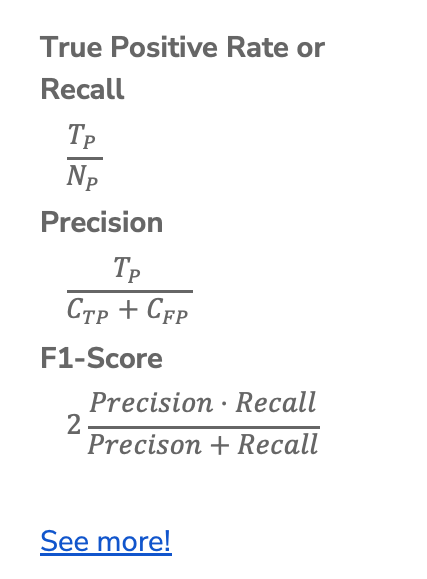 True Positive Rate or
Recall
T_P
N_P
Precision
T_P
C_TP + C_FP
F1-Score
2 Precision · Recall
Precison + Recall
See more!